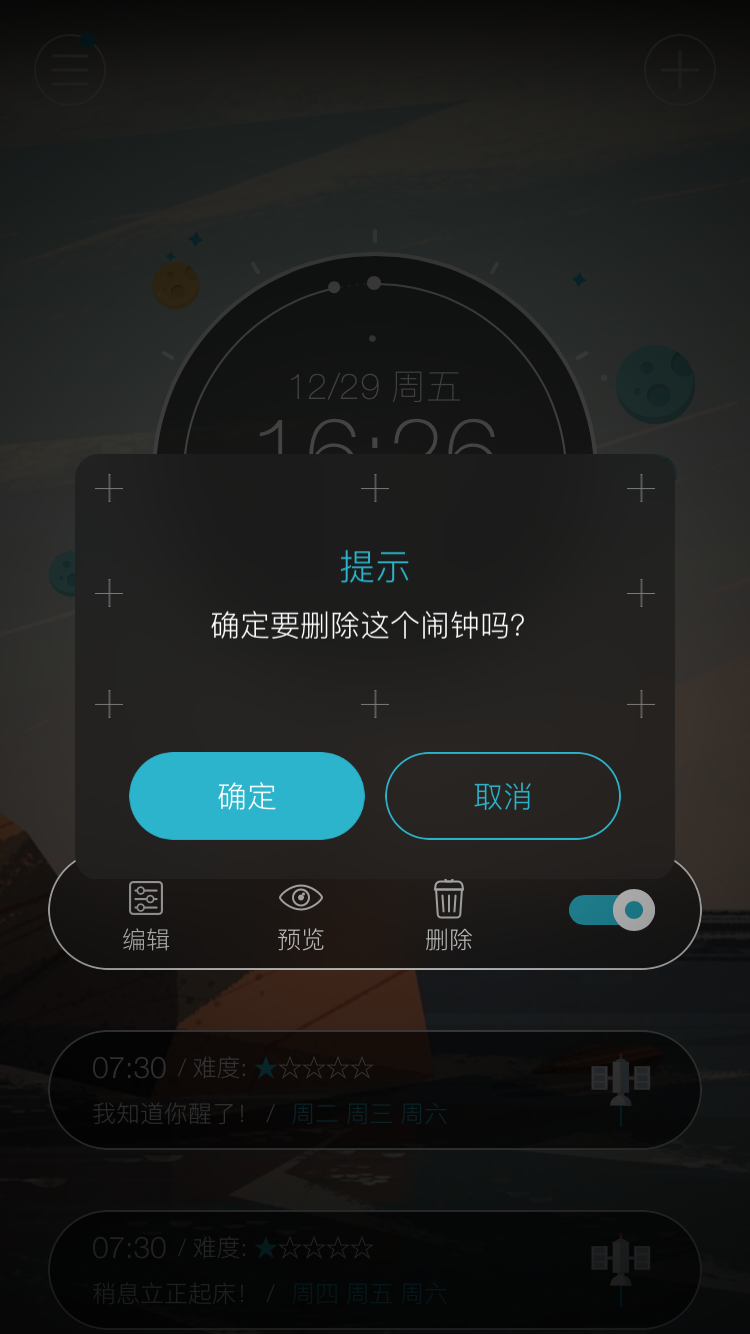 12/29 周五
16:26
提示
确定要删除这个闹钟吗?
确定 取消
编辑 预览 删除
07:30 / 难度: ★☆☆☆☆
我知道你醒了! / 周二 周三 周六
07:30 / 难度: ★☆☆☆☆
稍息立正起床! / 周四 周五 周六